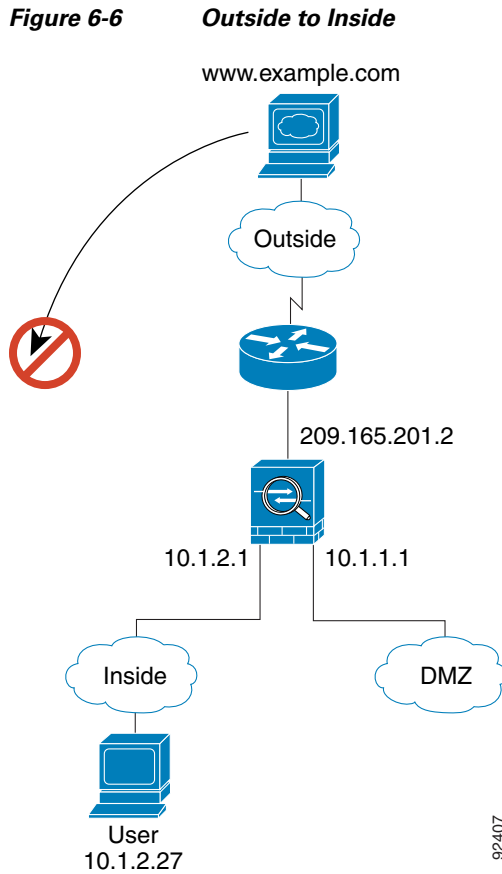 Figure 6-6 Outside to Inside
www.example.com
Outside
209.165.201.2
10.1.2.1 10.1.1.1
Inside DMZ
User
10.1.2.27
92407